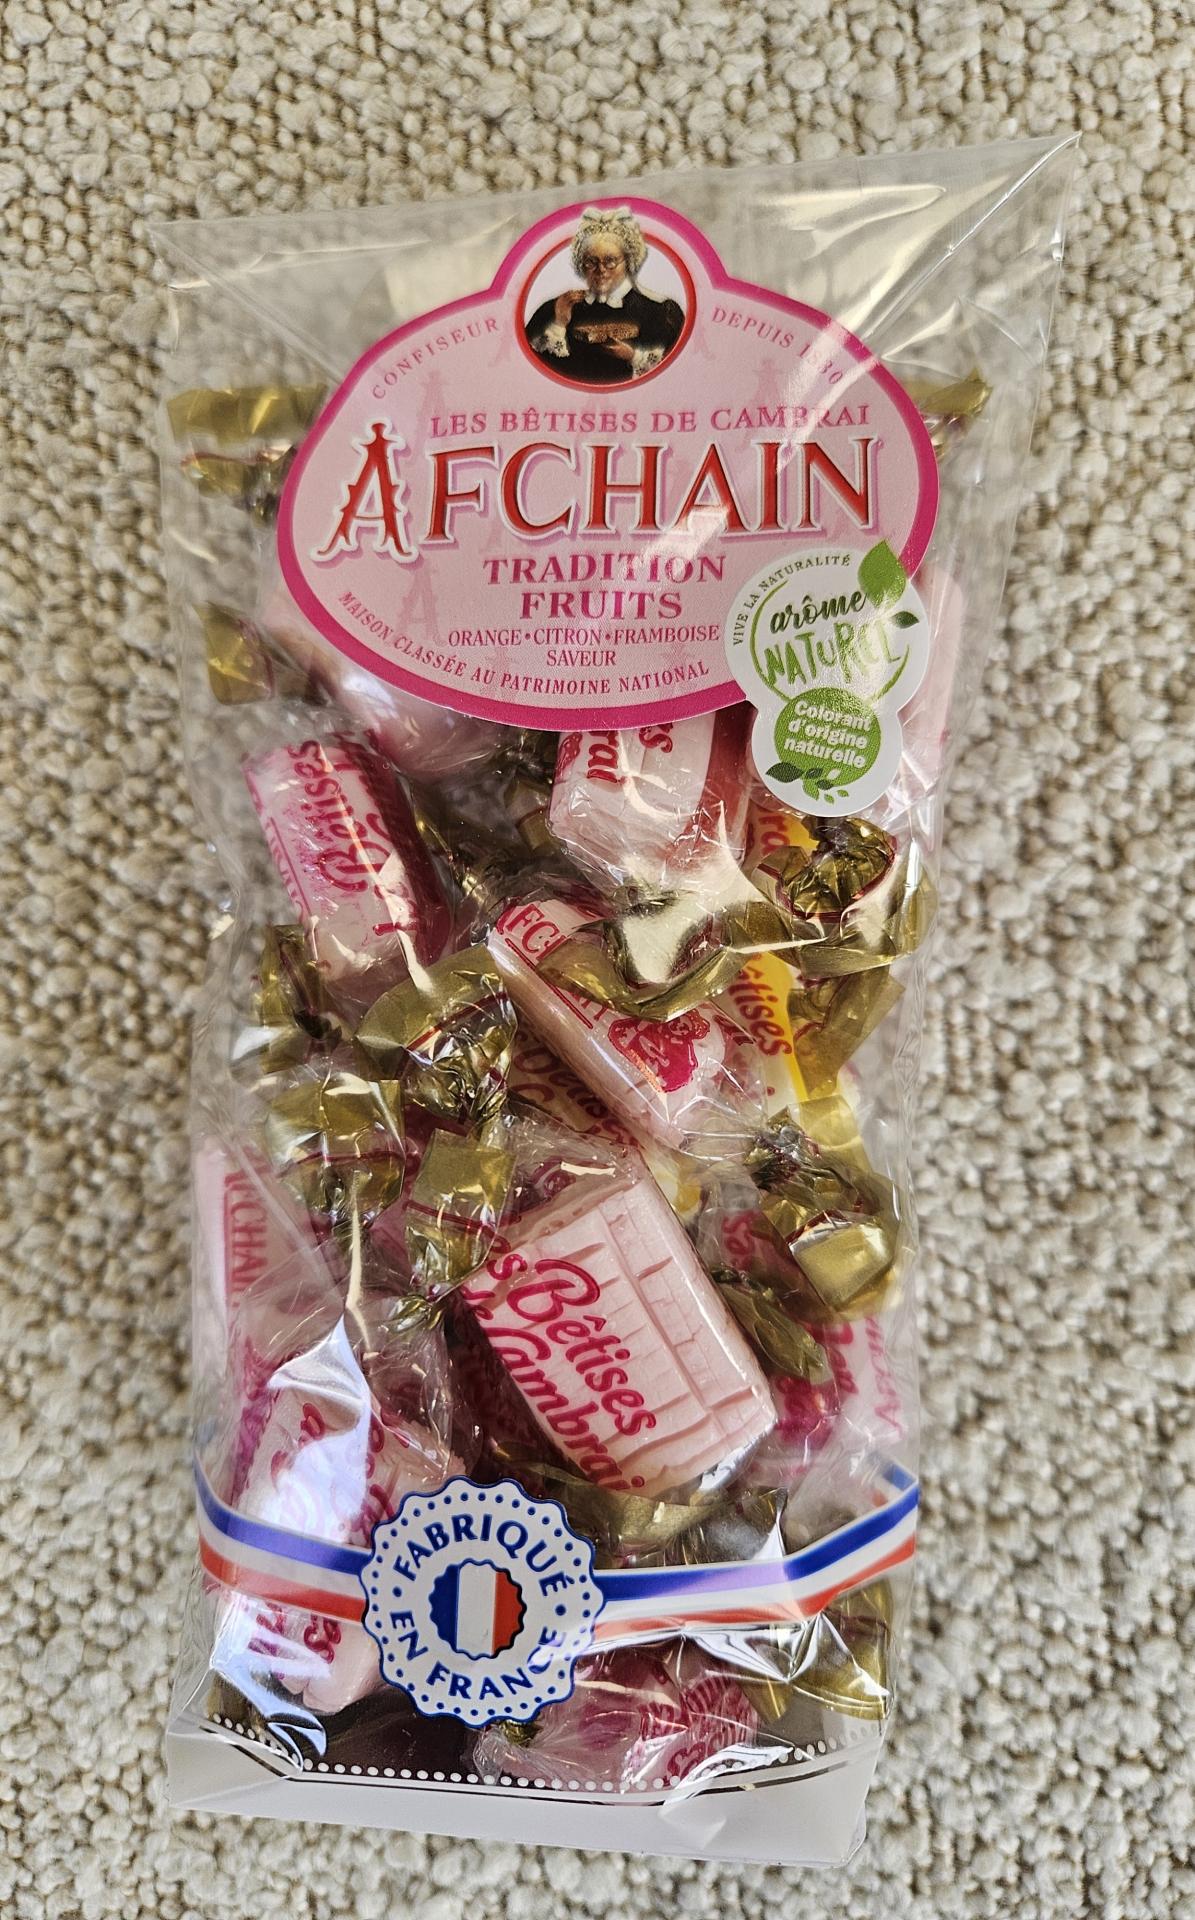 CONFISEUR DEPUIS 1830
LES BÊTISES DE CAMBRAI
AFCHAIN
TRADITION
FRUITS
ORANGE • CITRON • FRAMBOISE
SAVEUR
MAISON CLASSÉE AU PATRIMOINE NATIONAL
VIVE LA NATURALITÉ
arôme
NATUREL
Colorant
d'origine
naturelle
Bêtises
êtises
AFCHAIN
Bêtises
de Cambrai
FABRIQUÉ
EN FRANCE